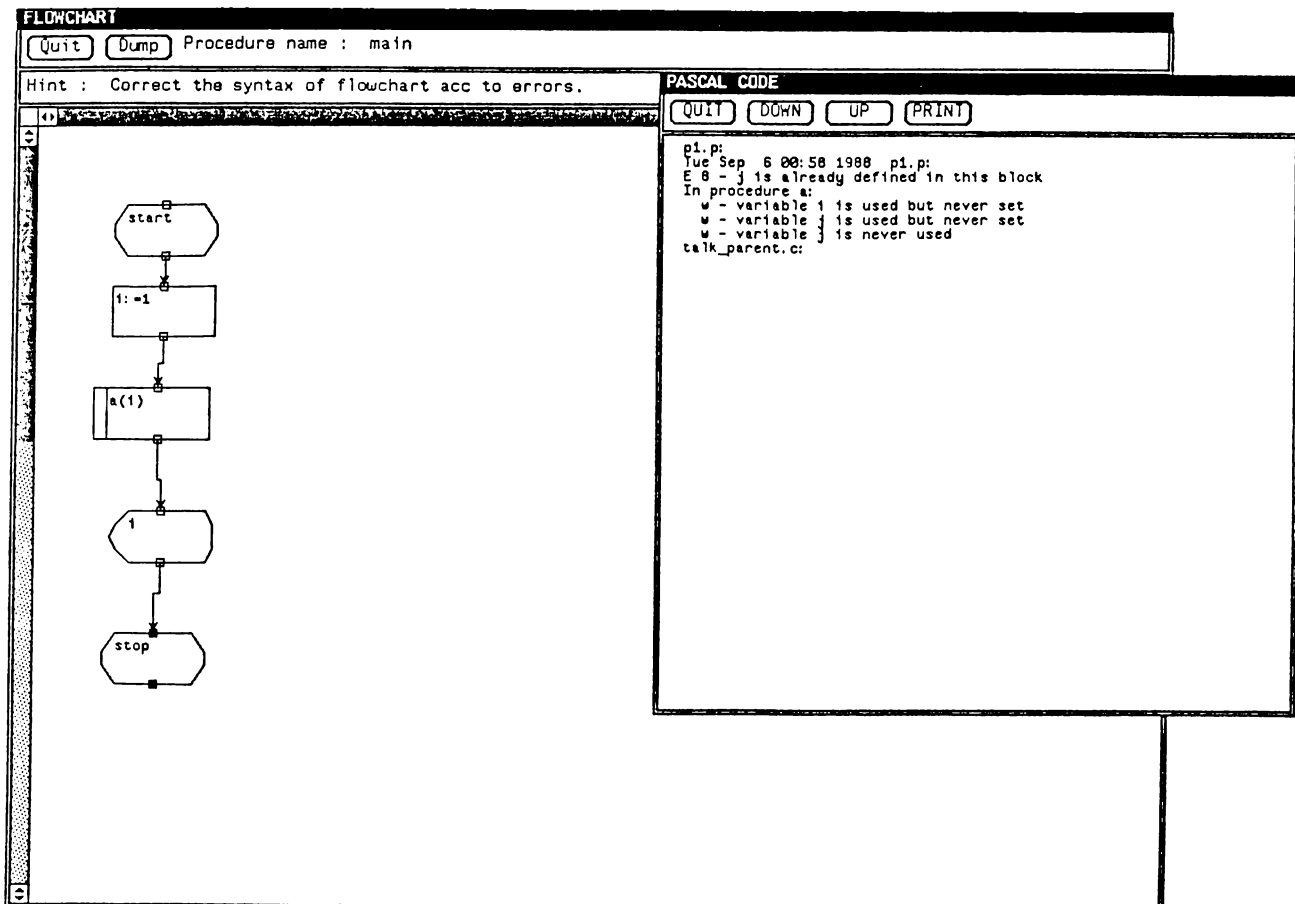 FLOWCHART
Quit Dump Procedure name : main
Hint : Correct the syntax of flowchart acc to errors.
start
i:=1
a(i)
i
stop
PASCAL CODE
QUIT DOWN UP PRINT
p1.p:
Tue Sep 6 00:58 1988 p1.p:
E 8 - j is already defined in this block
In procedure a:
w - variable i is used but never set
w - variable j is used but never set
w - variable j is never used
talk_parent.c: